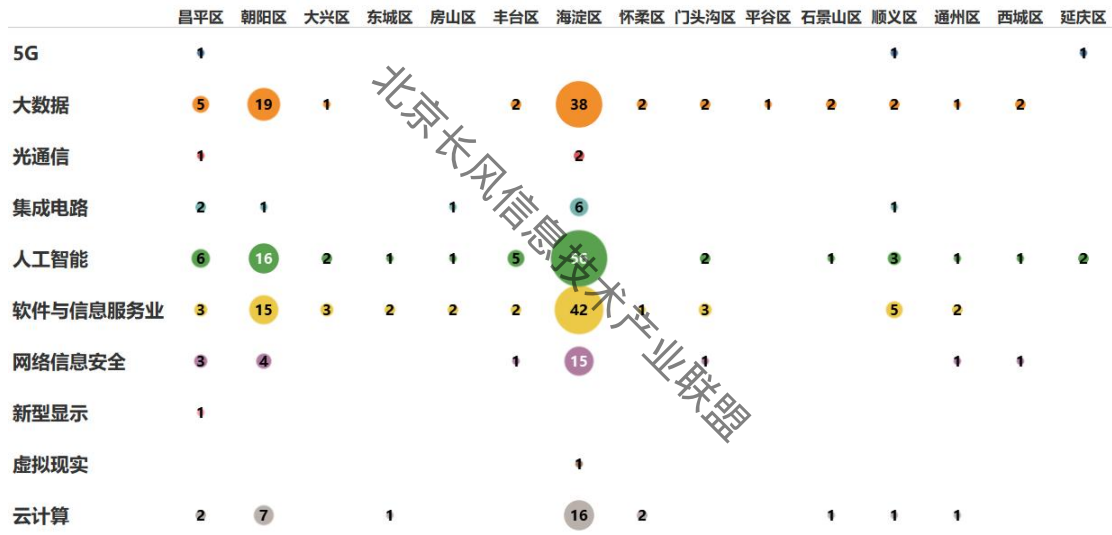 昌平区 朝阳区 大兴区 东城区 房山区 丰台区 海淀区 怀柔区 门头沟区 平谷区 石景山区 顺义区 通州区 西城区 延庆区
5G 1 1 1
大数据 5 19 1 2 38 2 2 1 2 2 1 2
光通信 1 2
集成电路 2 1 1 6 1
人工智能 6 16 2 1 1 5 56 2 1 3 1 1 2
软件与信息服务业 3 15 3 2 2 2 42 1 3 5 2
网络信息安全 3 4 1 15 1 1 1
新型显示 1
虚拟现实 1
云计算 2 7 1 16 2 1 1 1
北京长风信息技术产业联盟